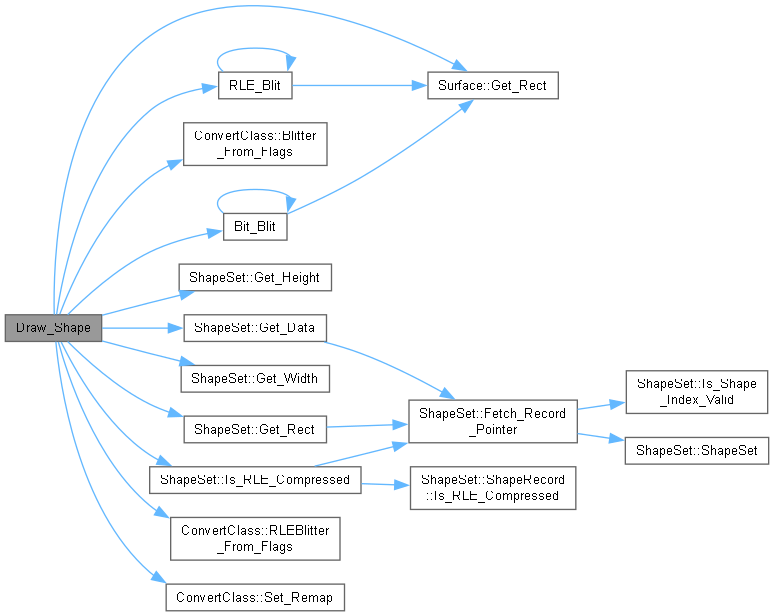 RLE_Blit
Surface::Get_Rect
ConvertClass::Blitter
_From_Flags
Bit_Blit
ShapeSet::Get_Height
Draw_Shape
ShapeSet::Get_Data
ShapeSet::Get_Width
ShapeSet::Is_Shape
_Index_Valid
ShapeSet::Fetch_Record
_Pointer
ShapeSet::Get_Rect
ShapeSet::ShapeSet
ShapeSet::Is_RLE_Compressed
ShapeSet::ShapeRecord
::Is_RLE_Compressed
ConvertClass::RLEBlitter
_From_Flags
ConvertClass::Set_Remap